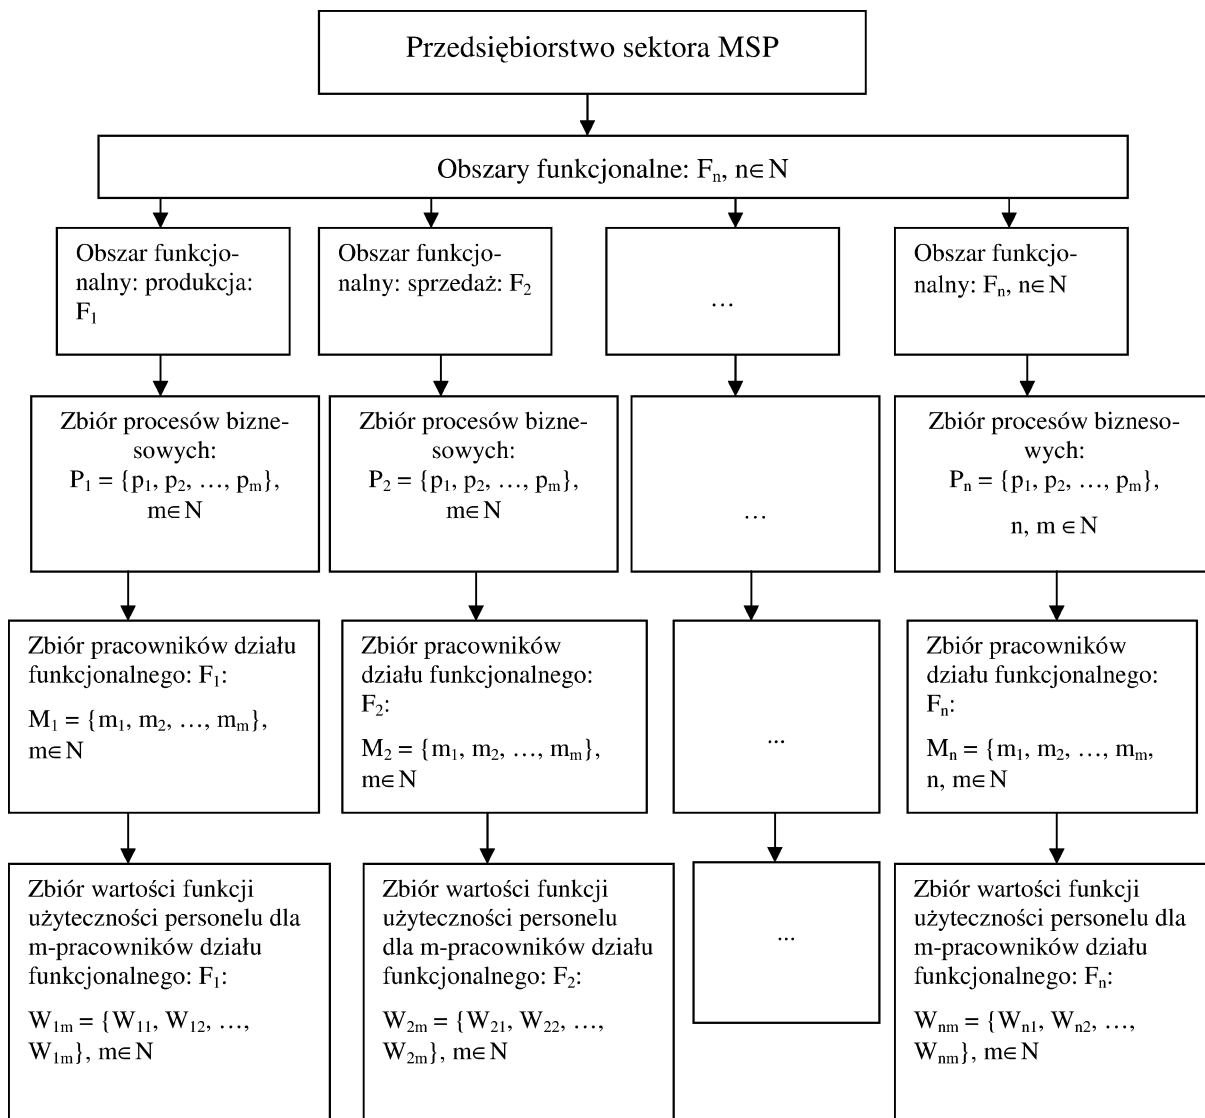 Przedsiębiorstwo sektora MSP
Obszary funkcjonalne: Fₙ, n∈N
Obszar funkcjo-
nalny: produkcja:
F₁
Obszar funkcjo-
nalny: sprzedaż: F₂
…
Obszar funkcjo-
nalny: Fₙ, n∈N
Zbiór procesów bizne-
sowych:
P₁ = {p₁, p₂, …, pₘ},
m∈N
Zbiór procesów bizne-
sowych:
P₂ = {p₁, p₂, …, pₘ},
m∈N
…
Zbiór procesów bizneso-
wych:
Pₙ = {p₁, p₂, …, pₘ},
n, m ∈N
Zbiór pracowników działu
funkcjonalnego: F₁:
M₁ = {m₁, m₂, …, mₘ},
m∈N
Zbiór pracowników
działu funkcjonalnego:
F₂:
M₂ = {m₁, m₂, …, mₘ},
m∈N
...
Zbiór pracowników
działu funkcjonalnego:
Fₙ:
Mₙ = {m₁, m₂, …, mₘ,
n, m∈N
Zbiór wartości funkcji
użyteczności personelu dla
m-pracowników działu
funkcjonalnego: F₁:
W₁ₘ = {W₁₁, W₁₂, …,
W₁ₘ}, m∈N
Zbiór wartości funkcji
użyteczności personelu
dla m-pracowników działu
funkcjonalnego: F₂:
W₂ₘ = {W₂₁, W₂₂, …,
W₂ₘ}, m∈N
...
Zbiór wartości funkcji
użyteczności personelu dla
m-pracowników działu
funkcjonalnego: Fₙ:
Wₙₘ = {Wₙ₁, Wₙ₂, …,
Wₙₘ}, m∈N